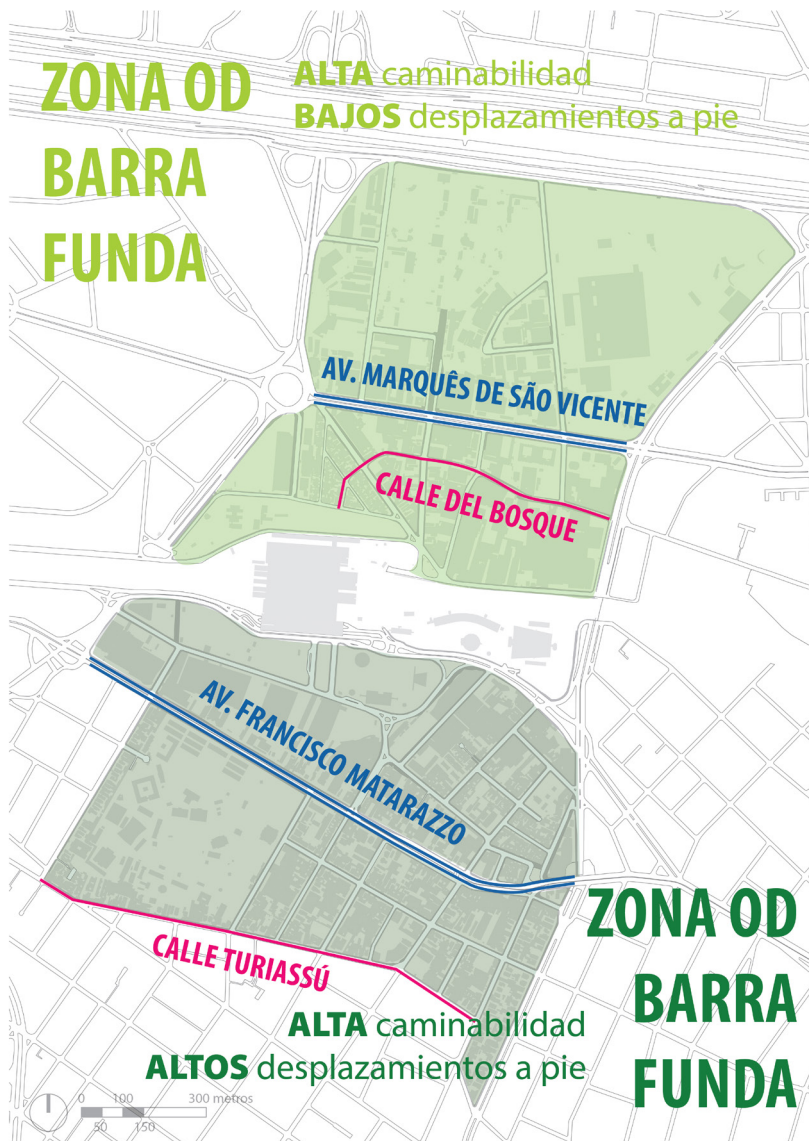 ZONA OD
BARRA
FUNDA
ALTA caminabilidad
BAJOS desplazamientos a pie
AV. MARQUÊS DE SÃO VICENTE
CALLE DEL BOSQUE
AV. FRANCISCO MATARAZZO
CALLE TURIASSÚ
ZONA OD
BARRA
FUNDA
ALTA caminabilidad
ALTOS desplazamientos a pie
0 100 300 metros
50 150